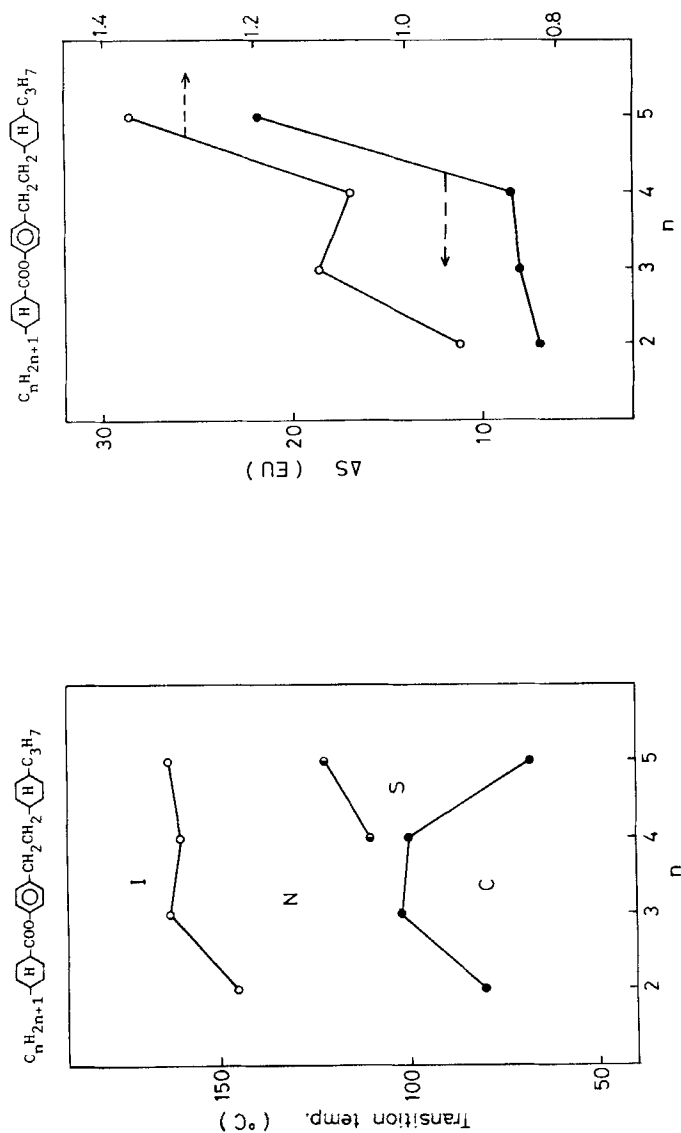 CnH2n+1-H-COO-CH2CH2-H-C3H7
Transition temp. (°C)
150
100
50
I
N
S
C
2
3
4
5
n
CnH2n+1-H-COO-CH2CH2-H-C3H7
ΔS (EU)
30
20
10
1.4
1.2
1.0
0.8
2
3
4
5
n